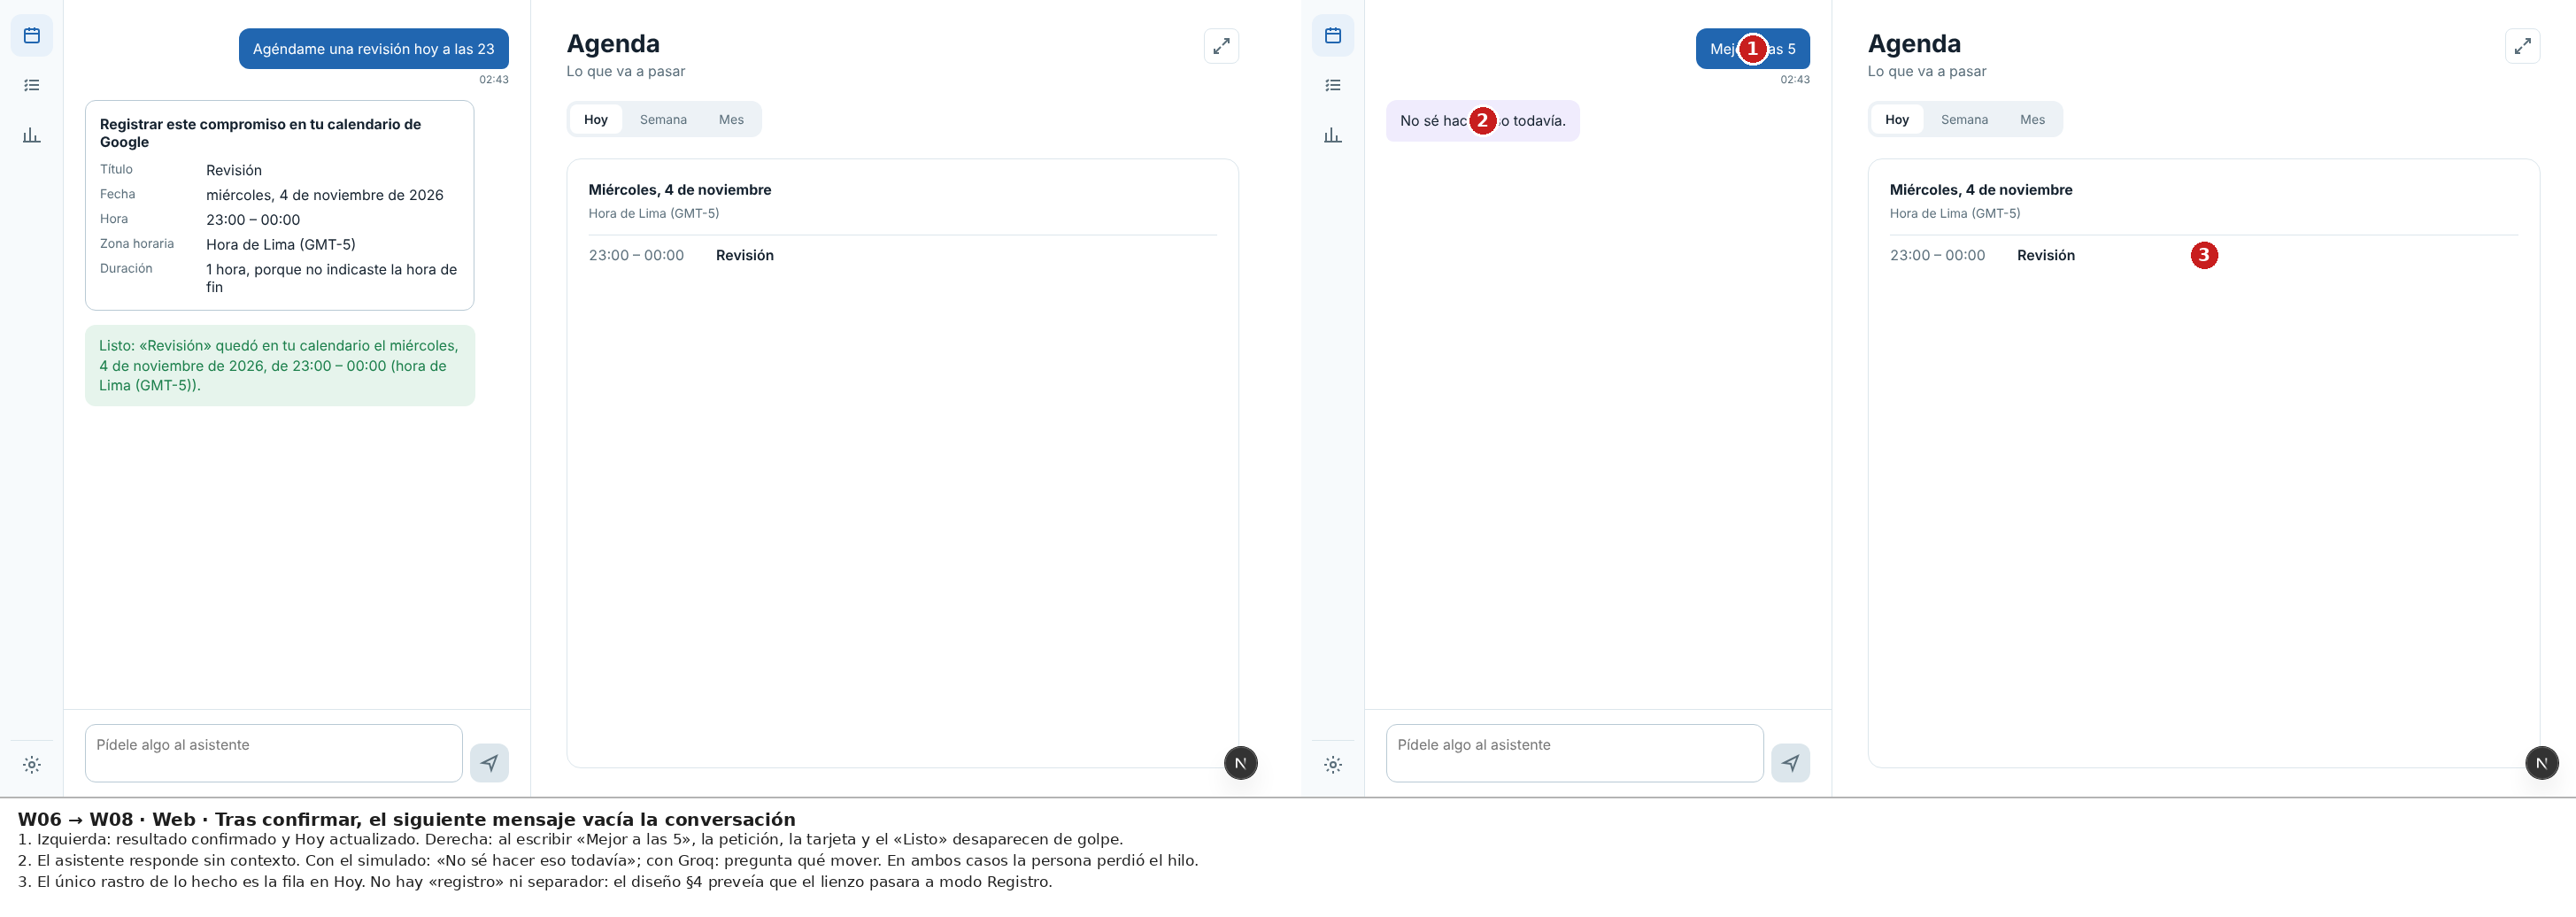 Agéndame una revisión hoy a las 23
02:43
Registrar este compromiso en tu calendario de
Google
Título Revisión
Fecha miércoles, 4 de noviembre de 2026
Hora 23:00 – 00:00
Zona horaria Hora de Lima (GMT-5)
Duración 1 hora, porque no indicaste la hora de
fin
Listo: «Revisión» quedó en tu calendario el miércoles,
4 de noviembre de 2026, de 23:00 – 00:00 (hora de
Lima (GMT-5)).
Pídele algo al asistente
Agenda
Lo que va a pasar
Hoy Semana Mes
Miércoles, 4 de noviembre
Hora de Lima (GMT-5)
23:00 – 00:00 Revisión
N
1
as 5
02:43
No sé 2 todavía.
Pídele algo al asistente
Agenda
Lo que va a pasar
Hoy Semana Mes
Miércoles, 4 de noviembre
Hora de Lima (GMT-5)
23:00 – 00:00 Revisión 3
N
W06 → W08 · Web · Tras confirmar, el siguiente mensaje vacía la conversación
1. Izquierda: resultado confirmado y Hoy actualizado. Derecha: al escribir «Mejor a las 5», la petición, la tarjeta y el «Listo» desaparecen de golpe.
2. El asistente responde sin contexto. Con el simulado: «No sé hacer eso todavía»; con Groq: pregunta qué mover. En ambos casos la persona perdió el hilo.
3. El único rastro de lo hecho es la fila en Hoy. No hay «registro» ni separador: el diseño §4 preveía que el lienzo pasara a modo Registro.